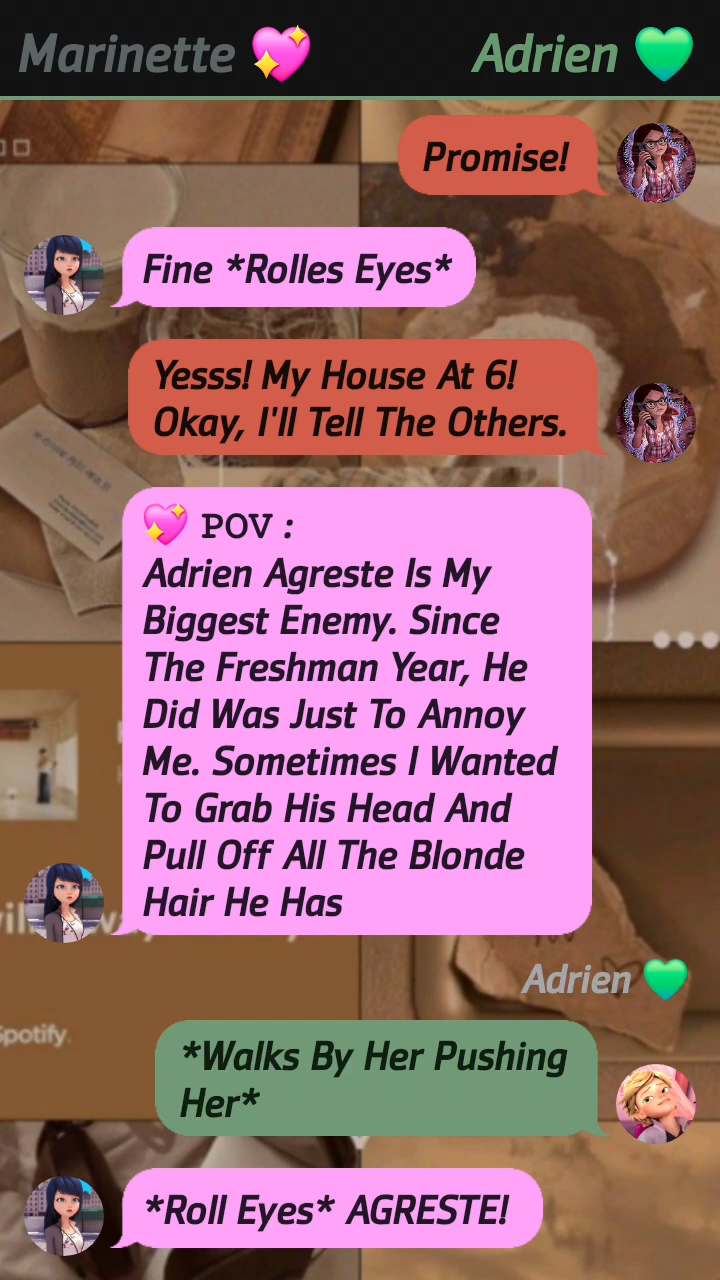 Marinette 💖
Adrien 💚
Promise!
Fine *Rolles Eyes*
Yesss! My House At 6!
Okay, I'll Tell The Others.
💖 POV :
Adrien Agreste Is My
Biggest Enemy. Since
The Freshman Year, He
Did Was Just To Annoy
Me. Sometimes I Wanted
To Grab His Head And
Pull Off All The Blonde
Hair He Has
Adrien 💚
Spotify.
*Walks By Her Pushing
Her*
*Roll Eyes* AGRESTE!